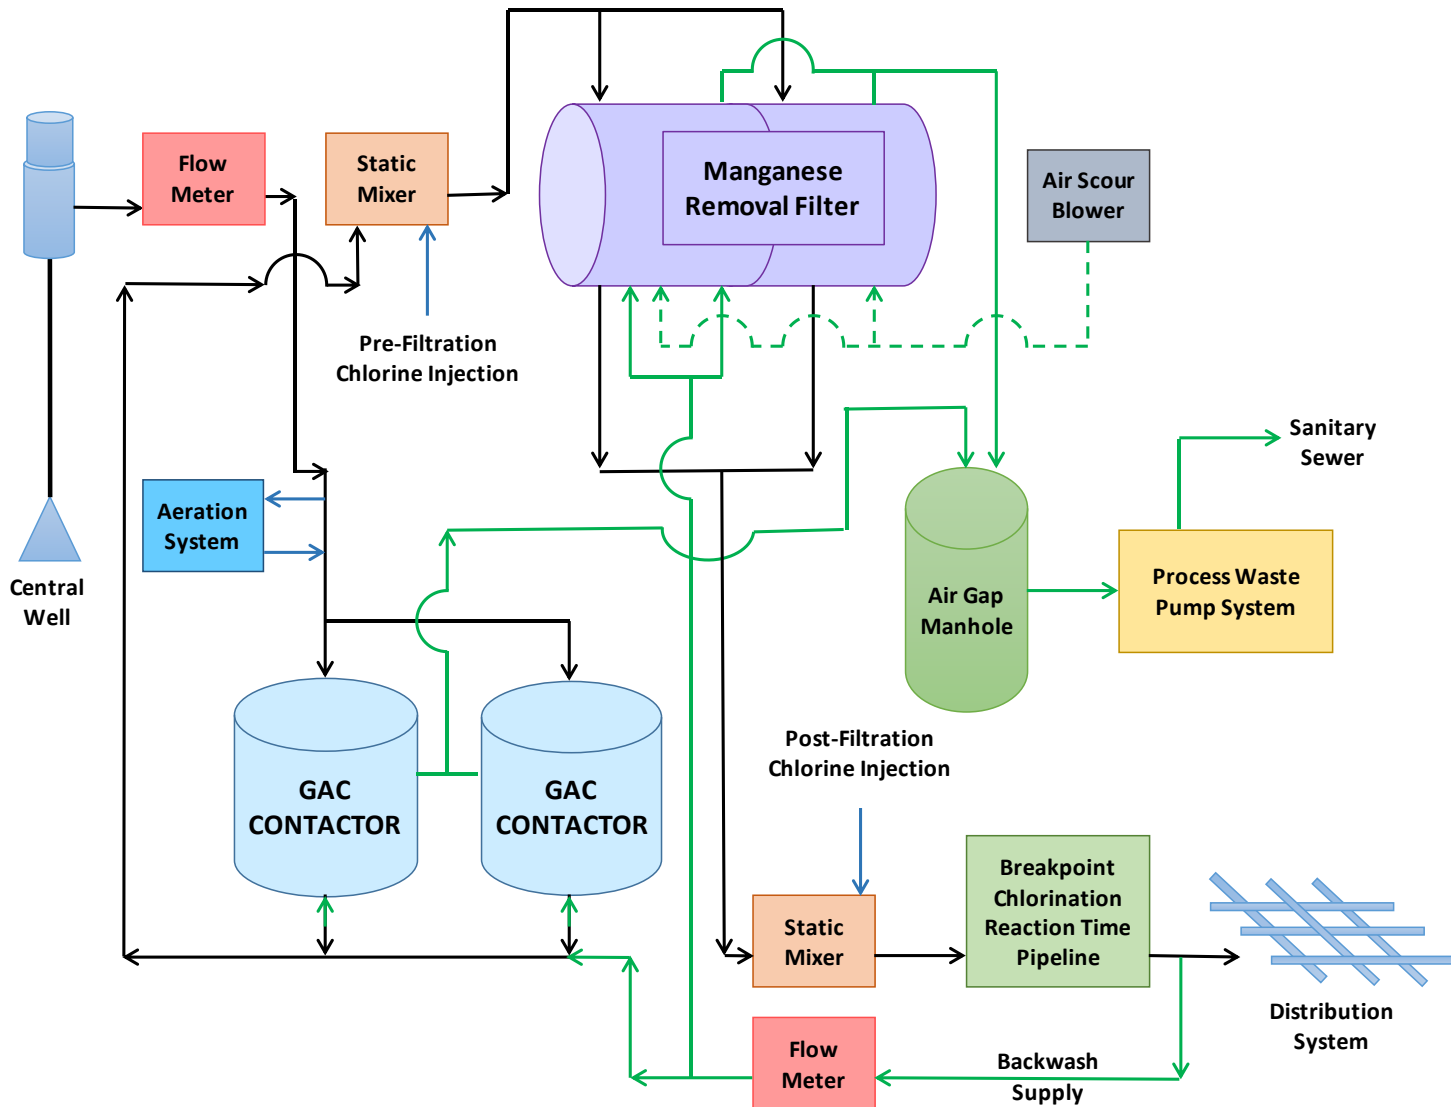 Flow
Meter
Static
Mixer
Manganese
Removal Filter
Air Scour
Blower
Pre-Filtration
Chlorine Injection
Sanitary
Sewer
Aeration
System
Central
Well
Air Gap
Manhole
Process Waste
Pump System
GAC
CONTACTOR
GAC
CONTACTOR
Post-Filtration
Chlorine Injection
Static
Mixer
Breakpoint
Chlorination
Reaction Time
Pipeline
Distribution
System
Flow
Meter
Backwash
Supply